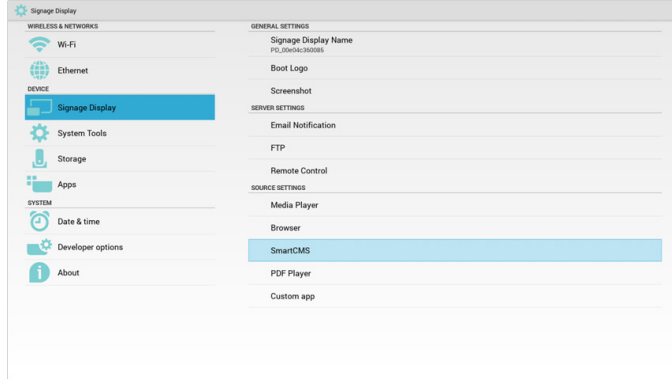 Signage Display
WIRELESS & NETWORKS
Wi-Fi
Ethernet
DEVICE
Signage Display
System Tools
Storage
Apps
SYSTEM
Date & time
Developer options
About
GENERAL SETTINGS
Signage Display Name
PD_00e04c360086
Boot Logo
Screenshot
SERVER SETTINGS
Email Notification
FTP
Remote Control
SOURCE SETTINGS
Media Player
Browser
SmartCMS
PDF Player
Custom app